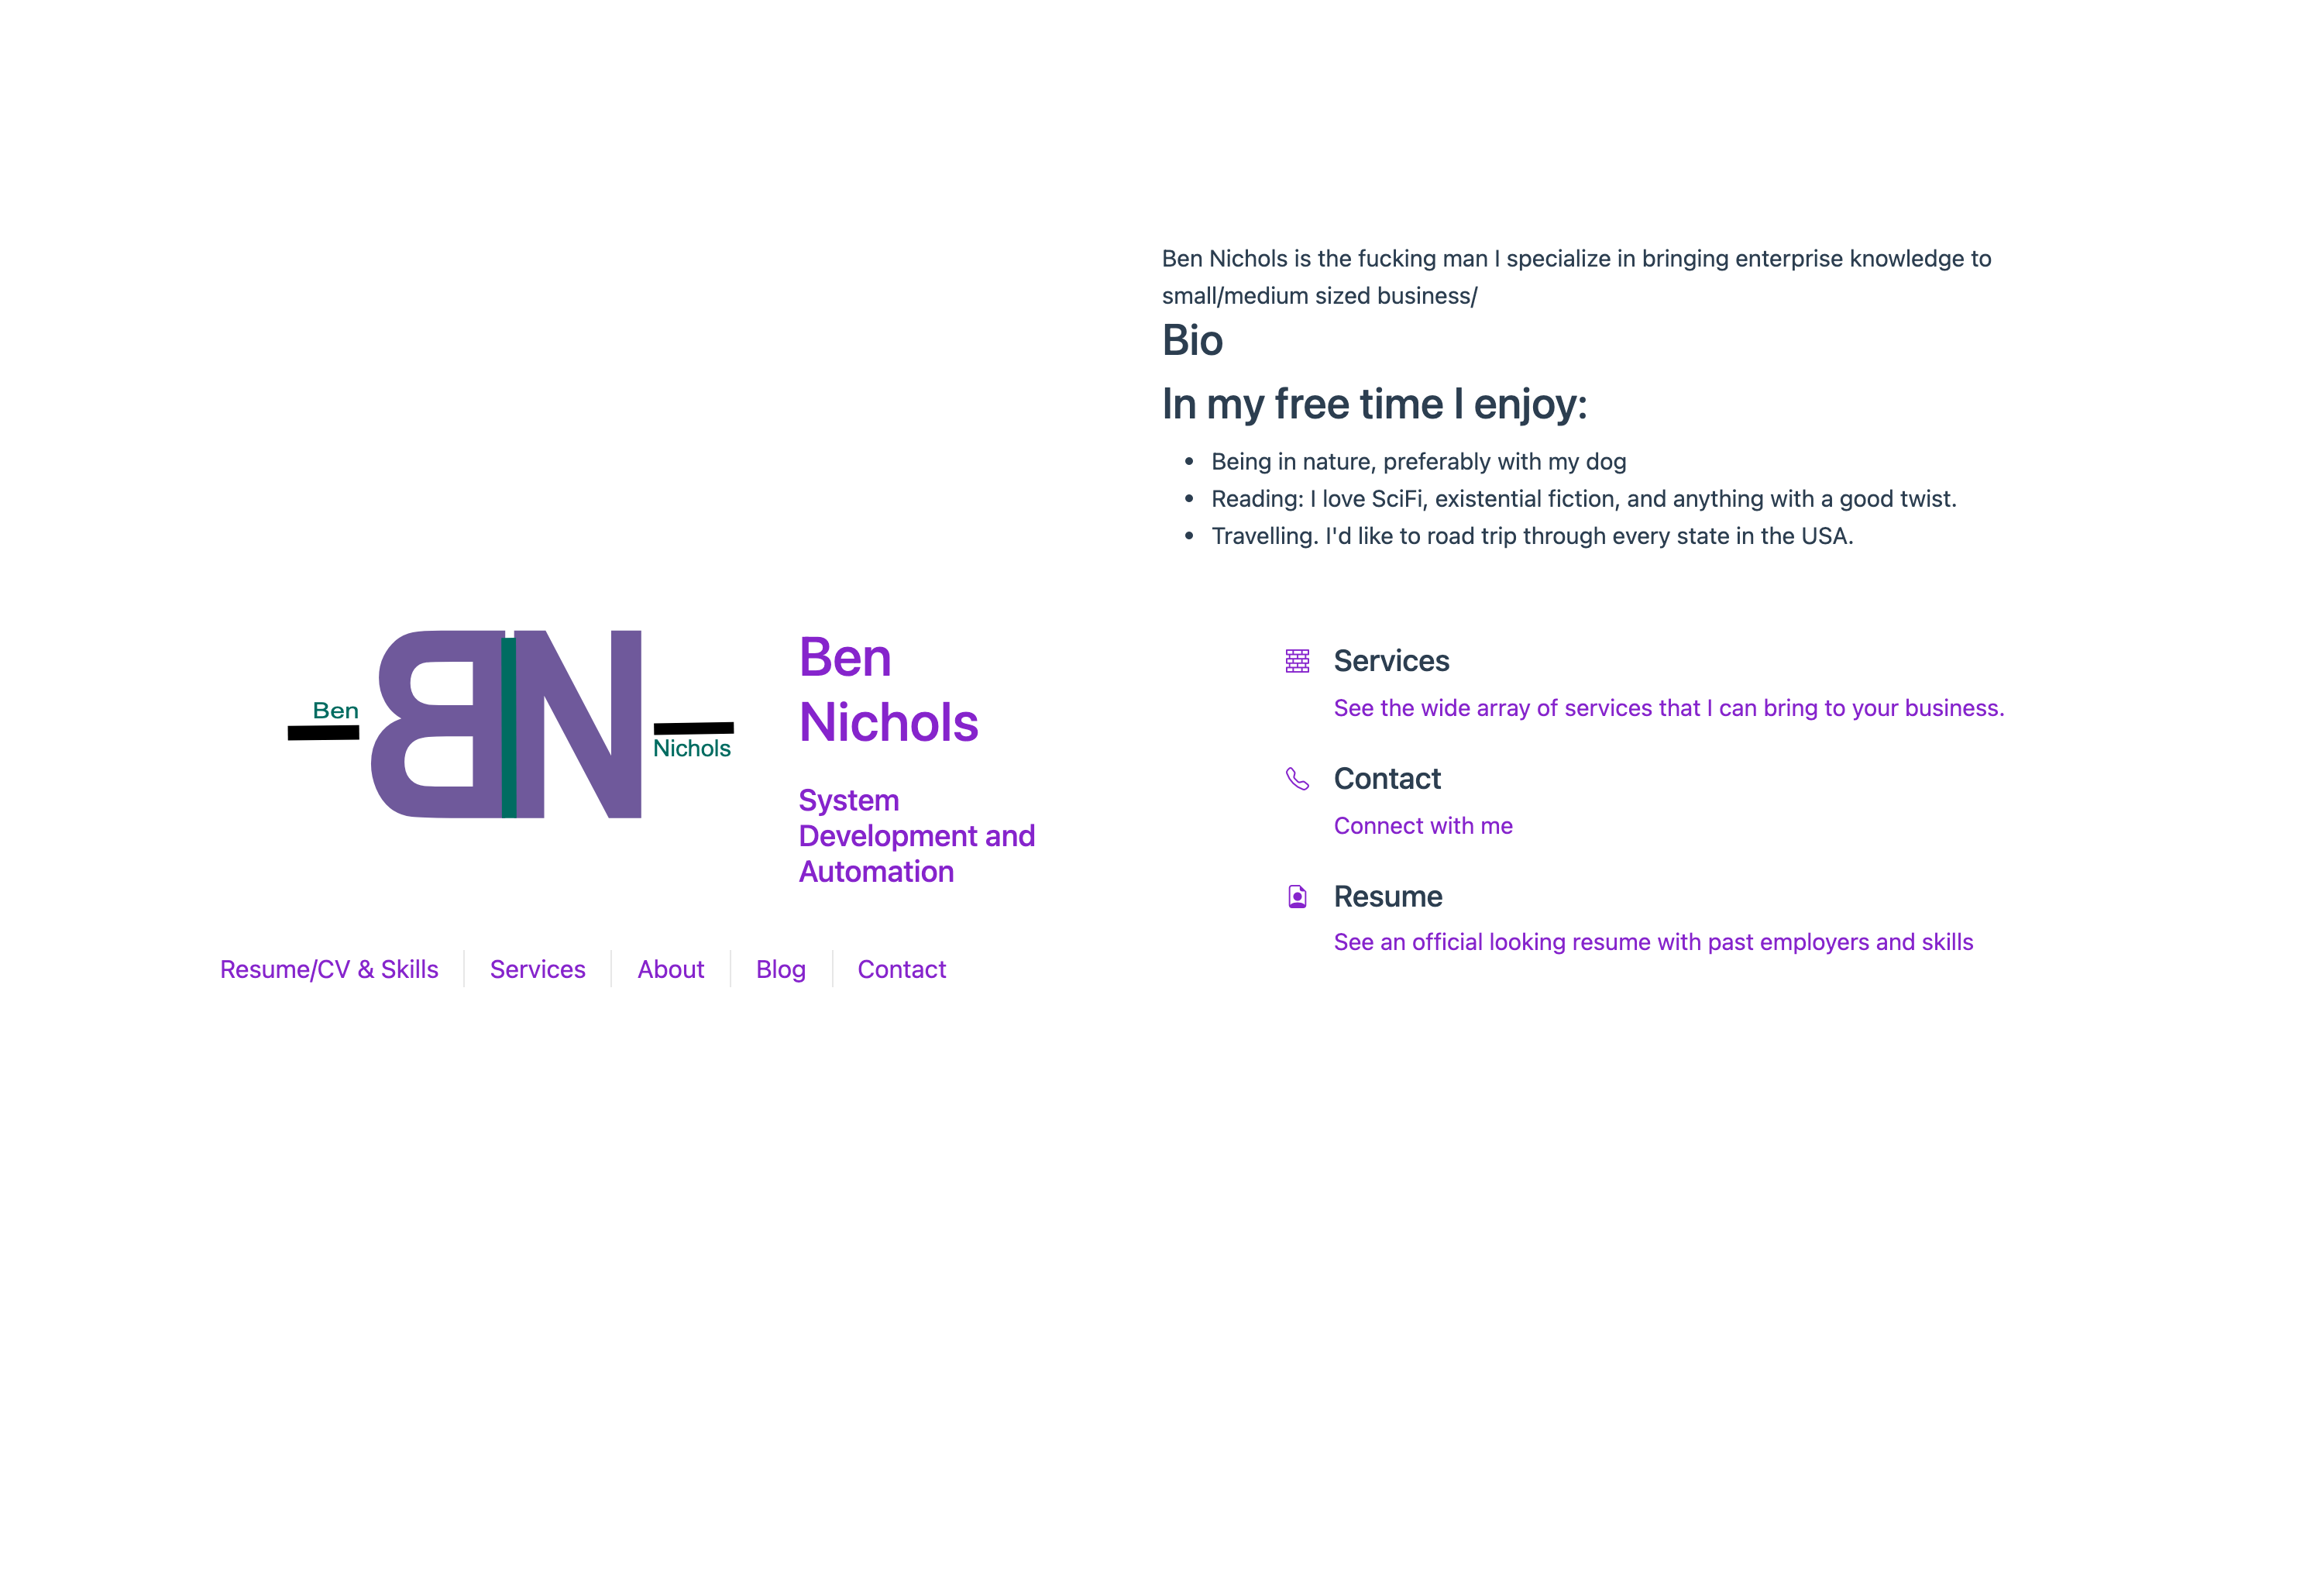 Ben Nichols is the fucking man I specialize in bringing enterprise knowledge to
small/medium sized business/
Bio
In my free time I enjoy:
• Being in nature, preferably with my dog
• Reading: I love SciFi, existential fiction, and anything with a good twist.
• Travelling. I'd like to road trip through every state in the USA.
Ben
BN
Nichols
Ben
Nichols
System
Development and
Automation
Resume/CV & Skills
Services
About
Blog
Contact
Services
See the wide array of services that I can bring to your business.
Contact
Connect with me
Resume
See an official looking resume with past employers and skills